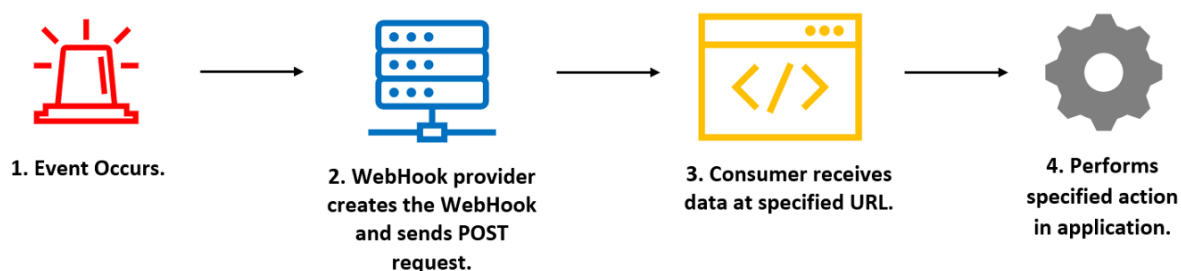 1. Event Occurs.
2. WebHook provider
creates the WebHook
and sends POST
request.
</>
3. Consumer receives
data at specified URL.
4. Performs
specified action
in application.